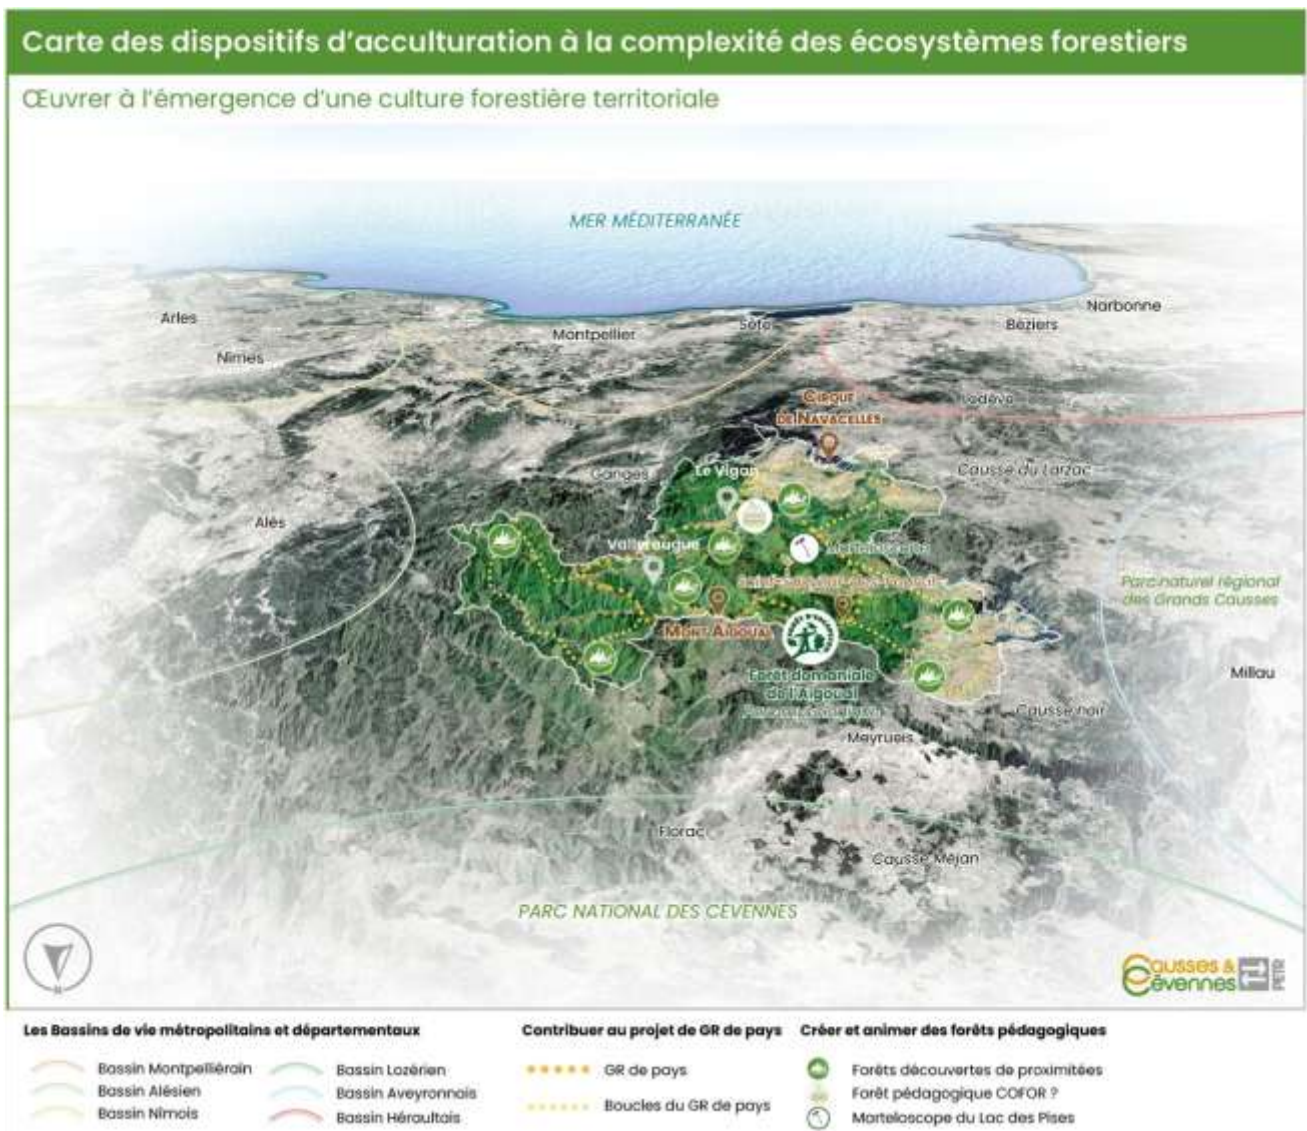 Carte des dispositifs d'acculturation à la complexité des écosystèmes forestiers
Œuvrer à l'émergence d'une culture forestière territoriale
MER MÉDITERRANÉE
Narbonne
Arles
Sète
Béziers
Montpellier
Nîmes
CIRQUE
DE NAVACELLES
Lodève
Le Vigan
Causse du Larzac
Ganges
Alès
Valleraugue
Parc naturel régional
des Grands Causses
MONT AIGOUAL
Forêt domaniale
de l'Aigoual
Millau
Causse noir
Meyrueis
Florac
Causse Méjan
PARC NATIONAL DES CÉVENNES
N
Causses &
Cévennes
PETR
Les Bassins de vie métropolitains et départementaux
Bassin Montpelliérain
Bassin Alésien
Bassin Nîmois
Bassin Lozérien
Bassin Aveyronnais
Bassin Héraultais
Contribuer au projet de GR de pays
GR de pays
Boucles du GR de pays
Créer et animer des forêts pédagogiques
Forêts découvertes de proximitées
Forêt pédagogique COFOR ?
Marteloscope du Lac des Pises